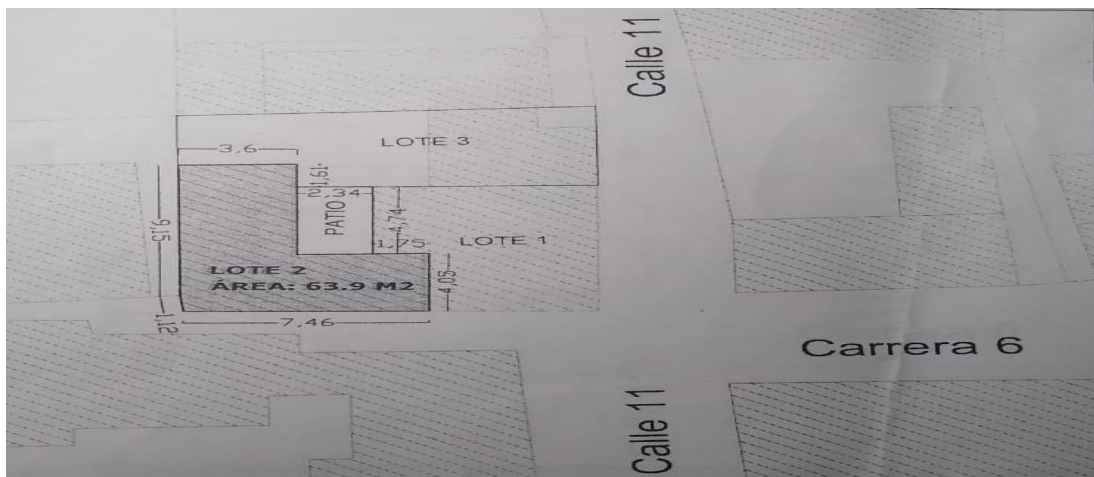 Calle 11
LOTE 3
3,6
1,61
2,34
PATIO
4,74
9,15
1,75
LOTE 1
LOTE 2
ÁREA: 63.9 M2
4,05
1,12
7,46
Carrera 6
Calle 11